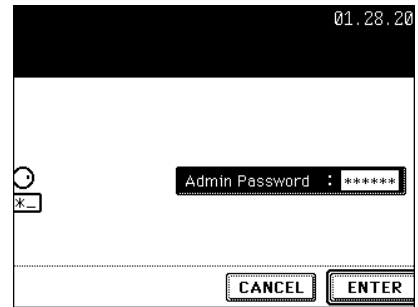 01.28.20
Admin Password : ******
*_
CANCEL
ENTER